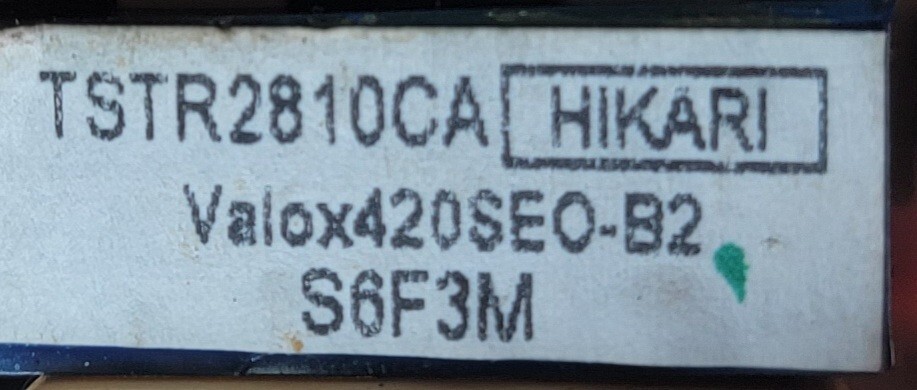 TSTR2810CA HIKARI
Valox420SEO-B2
S6F3M